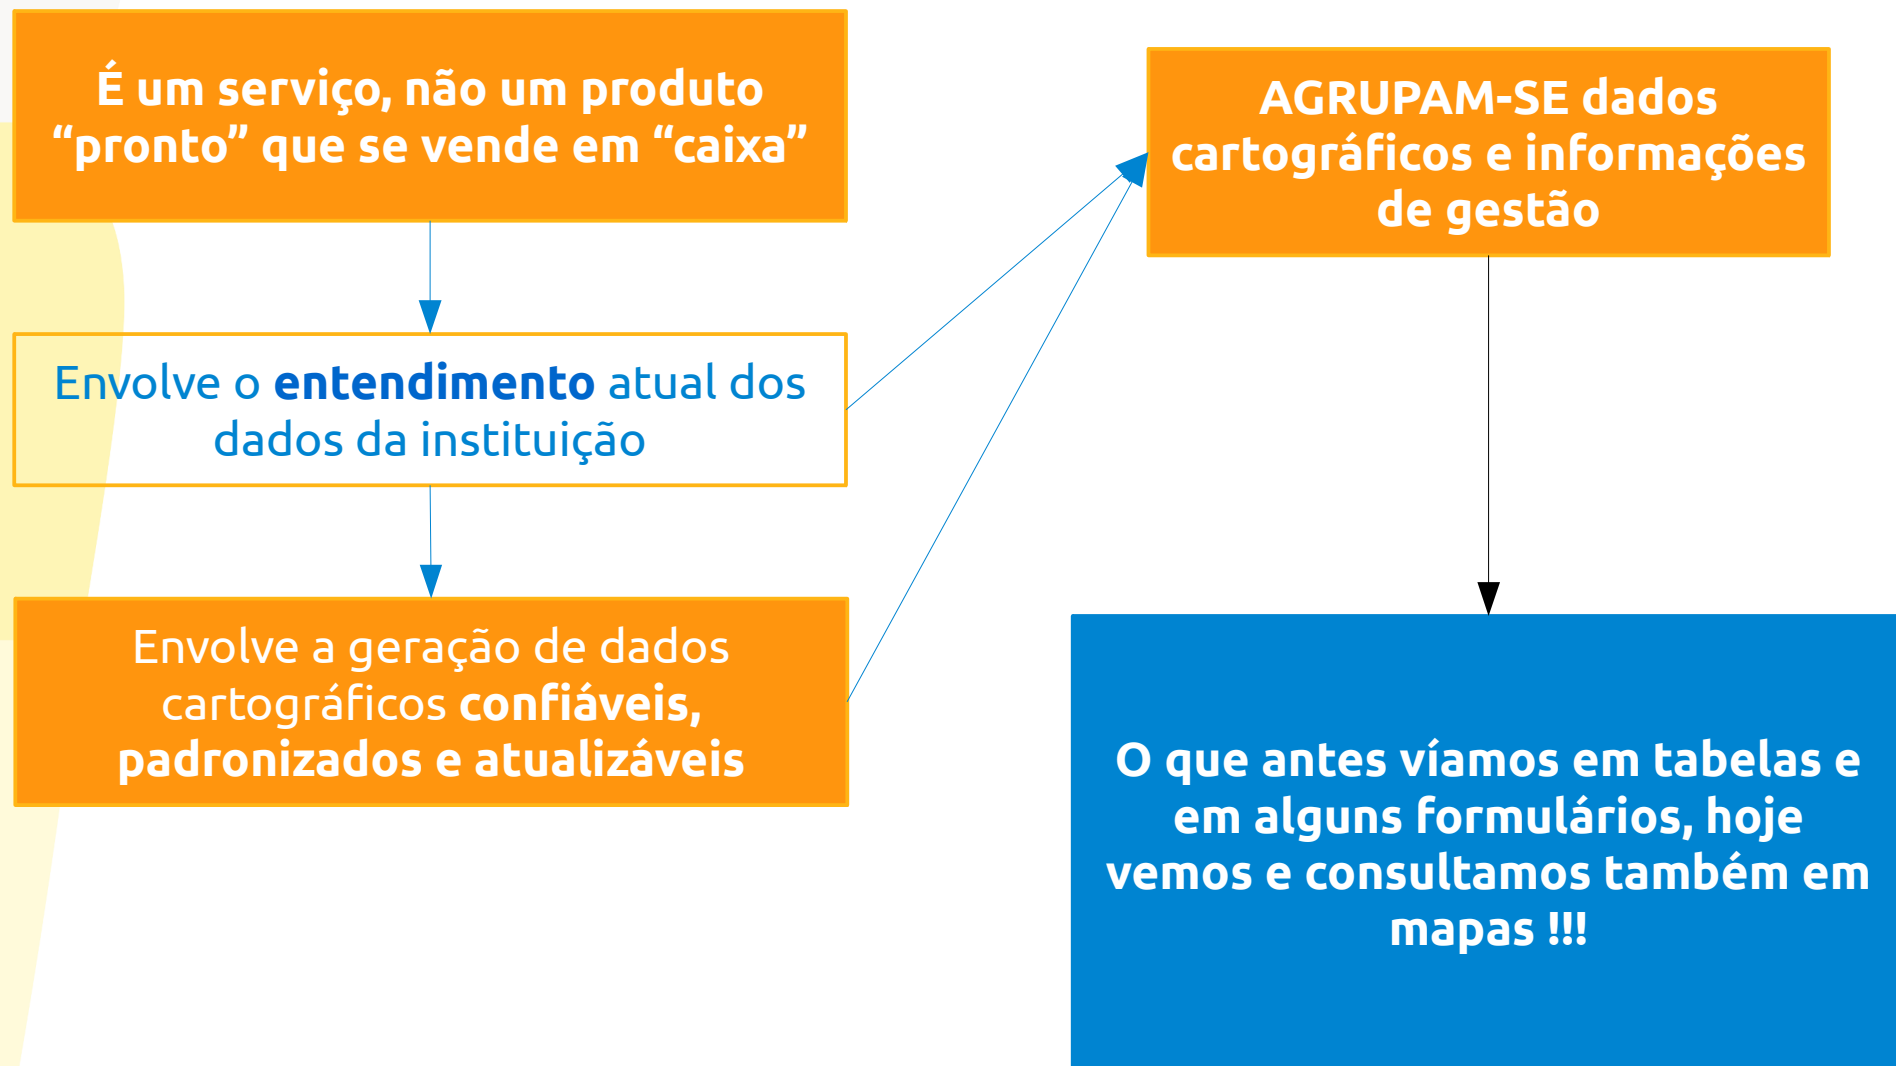 É um serviço, não um produto
“pronto” que se vende em “caixa”
Envolve o entendimento atual dos
dados da instituição
Envolve a geração de dados
cartográficos confiáveis,
padronizados e atualizáveis
AGRUPAM-SE dados
cartográficos e informações
de gestão
O que antes víamos em tabelas e
em alguns formulários, hoje
vemos e consultamos também em
mapas !!!